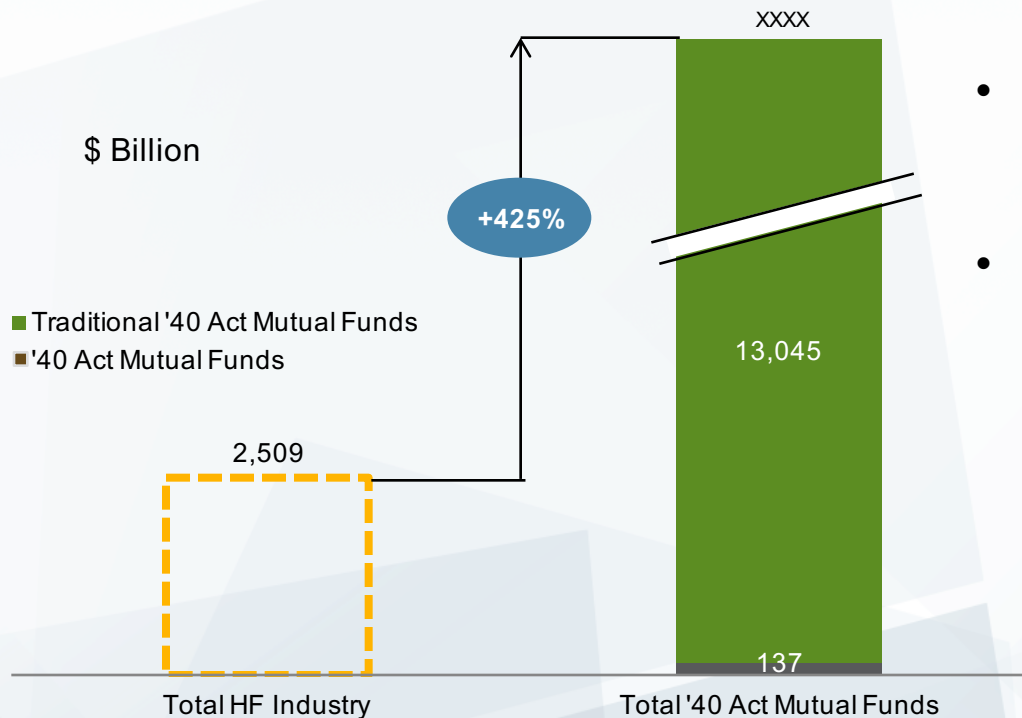 XXXX
$ Billion
+425%
Traditional '40 Act Mutual Funds
'40 Act Mutual Funds
13,045
2,509
137
Total HF Industry
Total '40 Act Mutual Funds